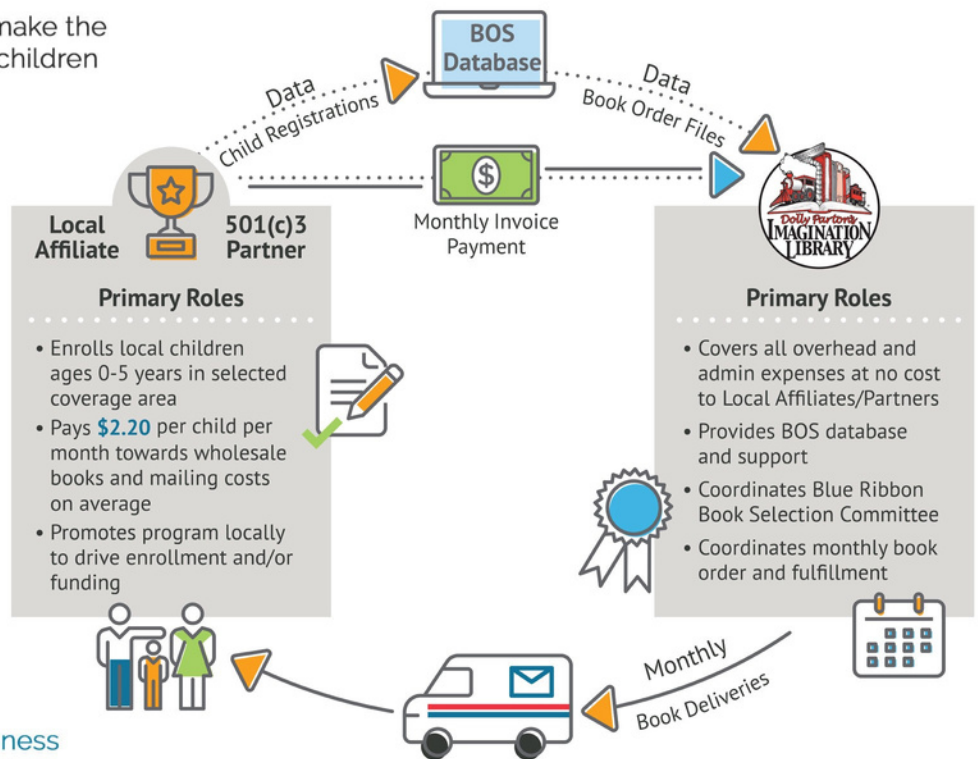 make the
children
BOS
Database
Data
Child Registrations
Data
Book Order Files
$
Monthly Invoice
Payment
Local
Affiliate
501(c)3
Partner
Primary Roles
• Enrolls local children
ages 0-5 years in selected
coverage area
• Pays $2.20 per child per
month towards wholesale
books and mailing costs
on average
• Promotes program locally
to drive enrollment and/or
funding
Dolly Parton's
IMAGINATION
LIBRARY
Primary Roles
• Covers all overhead and
admin expenses at no cost
to Local Affiliates/Partners
• Provides BOS database
and support
• Coordinates Blue Ribbon
Book Selection Committee
• Coordinates monthly book
order and fulfillment
Monthly
Book Deliveries
ness